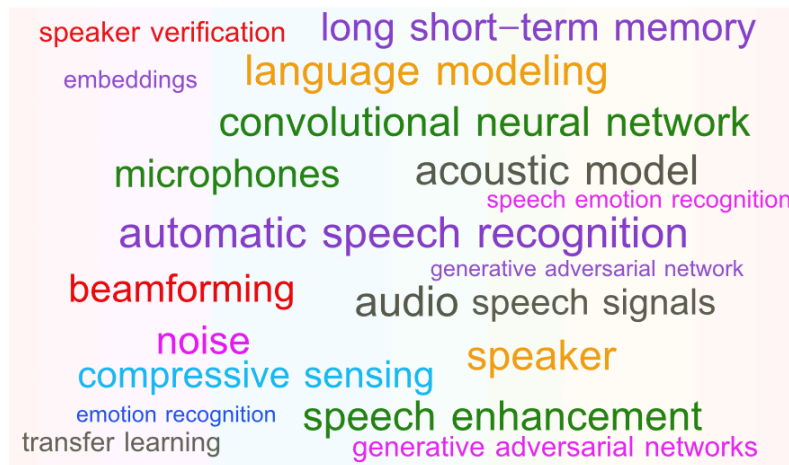 speaker verification
long short-term memory
embeddings
language modeling
convolutional neural network
microphones
acoustic model
speech emotion recognition
automatic speech recognition
generative adversarial network
beamforming
audio
speech signals
noise
speaker
compressive sensing
emotion recognition
speech enhancement
transfer learning
generative adversarial networks